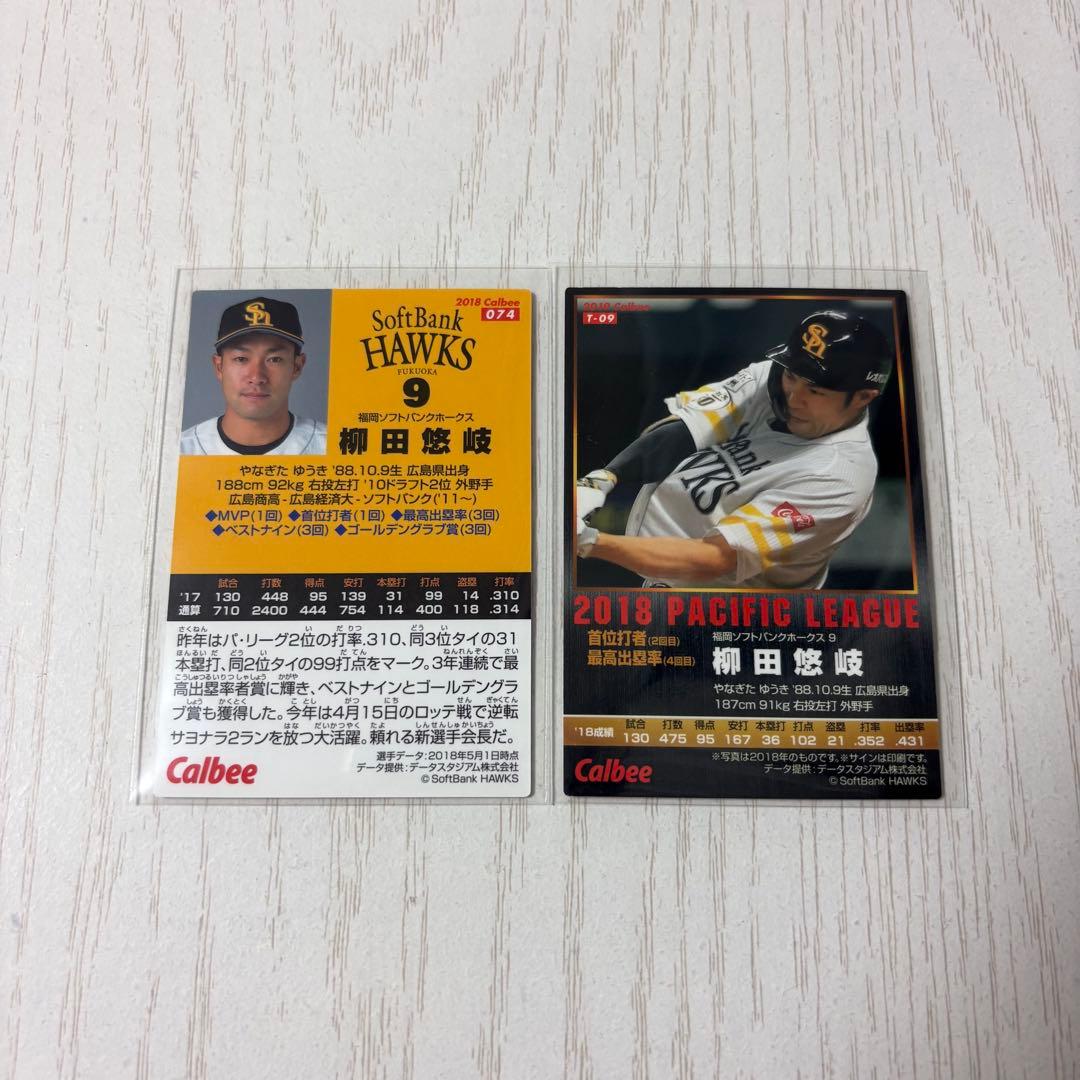 2018 Calbee
074
SoftBank
HAWKS
FUKUOKA
9
福岡ソフトバンクホークス
柳田悠岐
やなぎた ゆうき '88.10.9生 広島県出身
188cm 92kg 右投左打 '10ドラフト2位 外野手
広島商高-広島経済大-ソフトバンク('11〜)
◆MVP(1回) ◆首位打者(1回) ◆最高出塁率(3回)
◆ベストナイン(3回) ◆ゴールデングラブ賞(3回)
試合 打数 得点 安打 本塁打 打点 盗塁 打率
'17 130 448 95 139 31 99 14 .310
通算 710 2400 444 754 114 400 118 .314
昨年はパ・リーグ2位の打率.310、同3位タイの31
本塁打、同2位タイの99打点をマーク。3年連続で最
高出塁率者賞に輝き、ベストナインとゴールデングラ
ブ賞も獲得した。今年は4月15日のロッテ戦で逆転
サヨナラ2ランを放つ大活躍。頼れる新選手会長だ。
選手データ:2018年5月1日時点
データ提供:データスタジアム株式会社
Calbee
© SoftBank HAWKS
2018 Calbee
T-09
Sh
SoftBank
HAWKS
2018 PACIFIC LEAGUE
首位打者(2回目)
最高出塁率(4回目)
福岡ソフトバンクホークス 9
柳田悠岐
やなぎた ゆうき '88.10.9生 広島県出身
187cm 91kg 右投左打 外野手
試合 打数 得点 安打 本塁打 打点 盗塁 打率 出塁率
'18成績 130 475 95 167 36 102 21 .352 .431
※写真は2018年のものです。※サインは印刷です。
データ提供:データスタジアム株式会社
Calbee
© SoftBank HAWKS